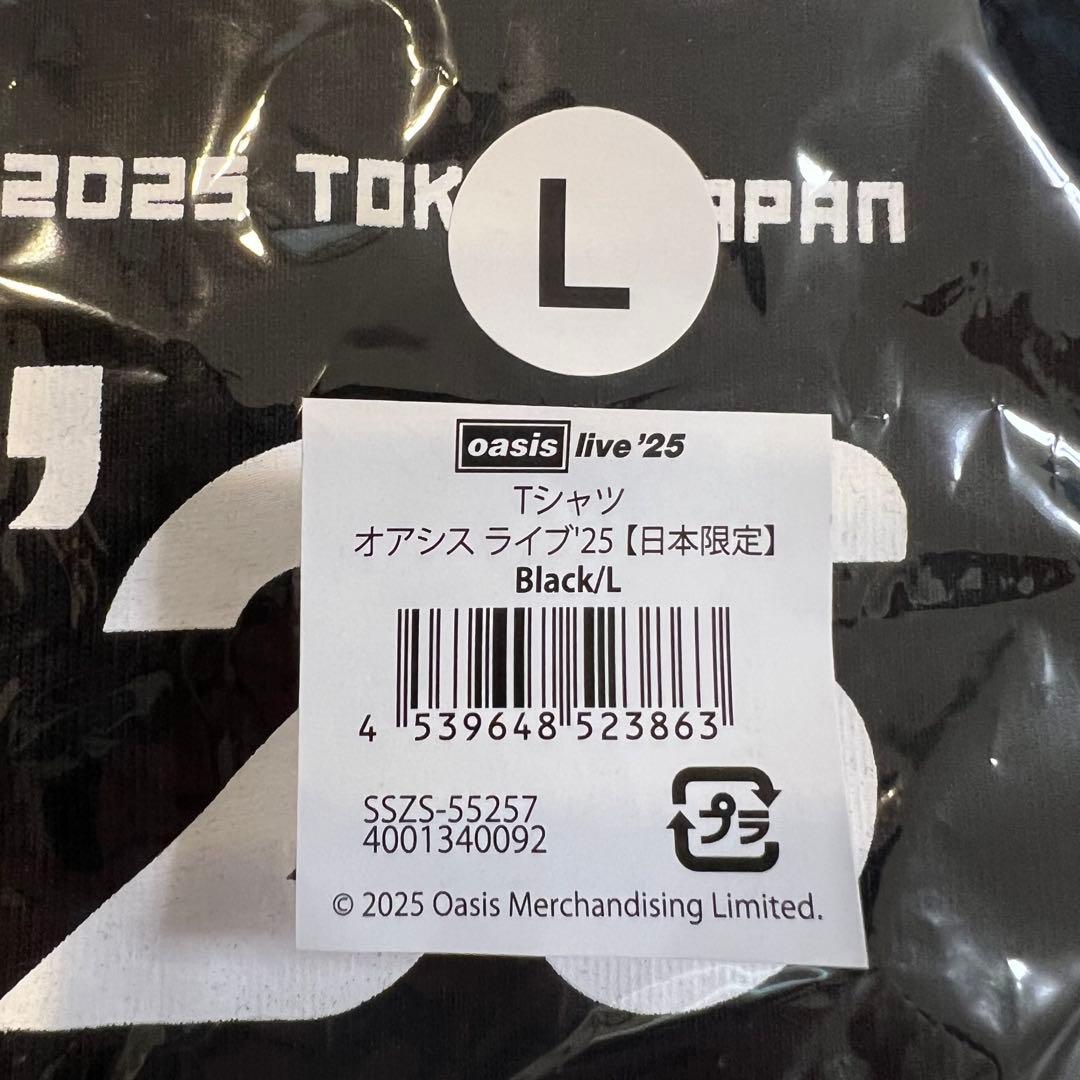 2025 TOK APAN
L
'25
oasis live '25
Tシャツ
オアシス ライブ'25【日本限定】
Black/L
4 539648 523863
プラ
SSZS-55257
4001340092
© 2025 Oasis Merchandising Limited.